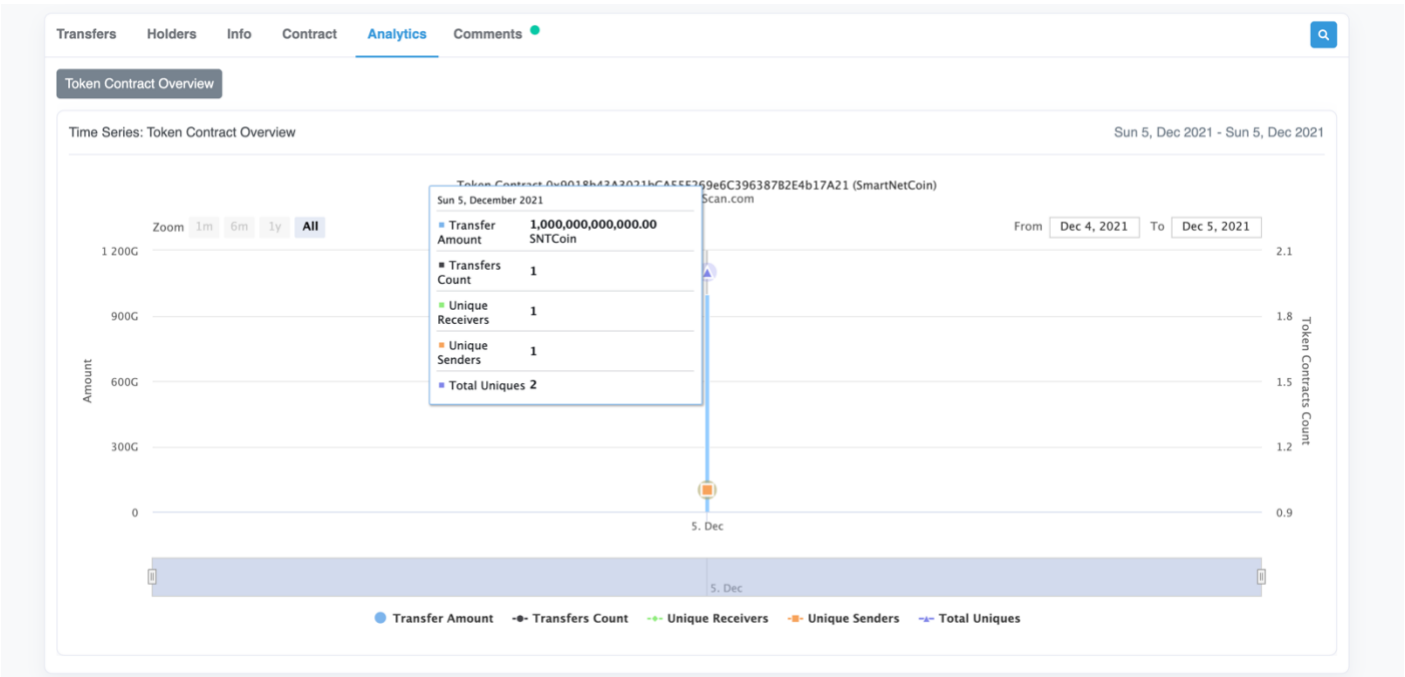 Transfers Holders Info Contract Analytics Comments
Token Contract Overview
Time Series: Token Contract Overview Sun 5, Dec 2021 - Sun 5, Dec 2021
Token Contract (SmartNetCoin)
Scan.com
Zoom 1m 6m 1y All From Dec 4, 2021 To Dec 5, 2021
Sun 5, December 2021
Transfer Amount 1,000,000,000,000.00
SNTCoin
Transfers Count 1
Unique Receivers 1
Unique Senders 1
Total Uniques 2
1 200G
900G
600G
300G
0
Amount
2.1
1.8
1.5
1.2
0.9
Token Contracts Count
5. Dec
5. Dec
Transfer Amount Transfers Count Unique Receivers Unique Senders Total Uniques